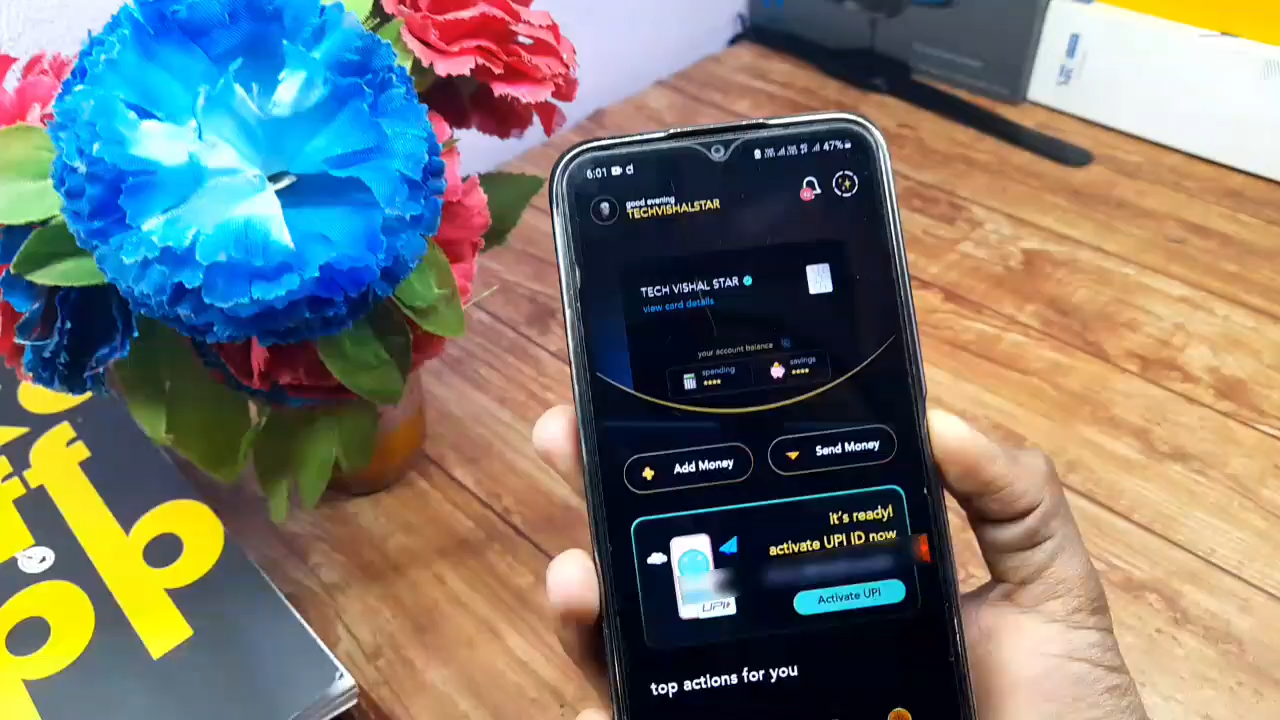 6:01
47%
good evening
TECHVISHALSTAR
TECH VISHAL STAR
view card details
your account balance
spending
****
savings
****
Add Money
Send Money
it's ready!
activate UPI ID now
UPI
Activate UPI
top actions for you